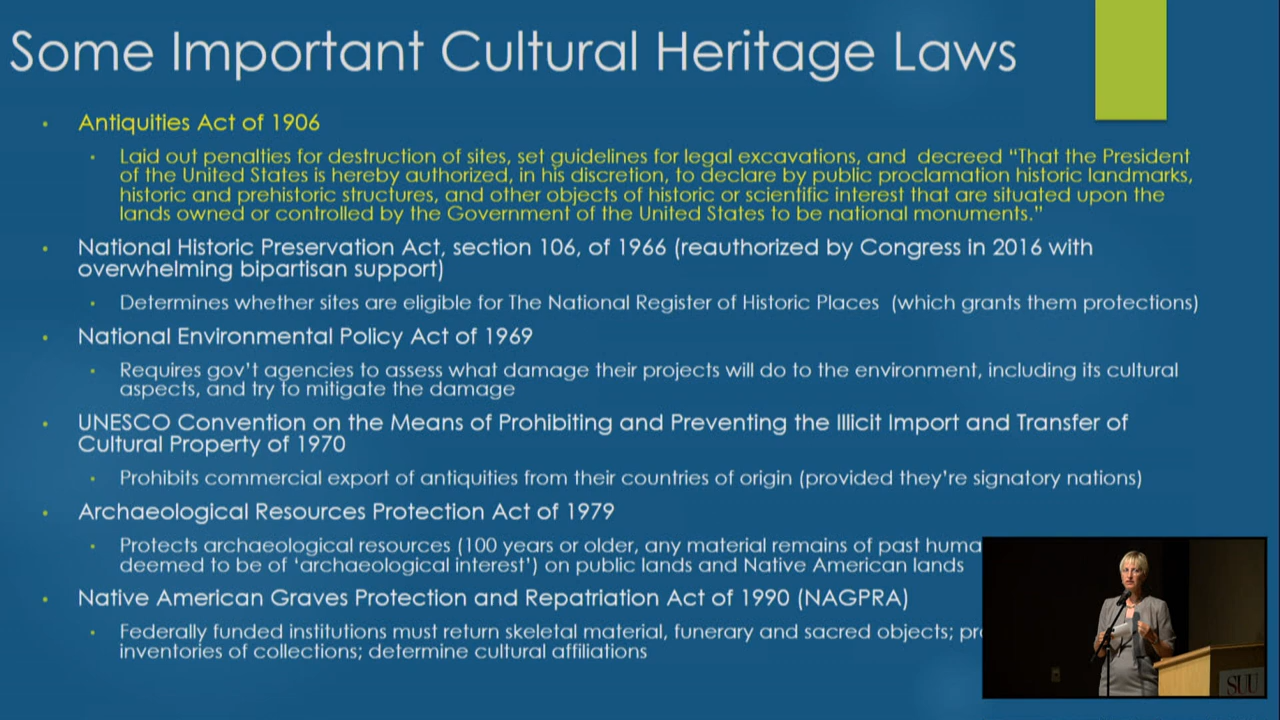 Some Important Cultural Heritage Laws
Antiquities Act of 1906
Laid out penalties for destruction of sites, set guidelines for legal excavations, and decreed “That the President
of the United States is hereby authorized, in his discretion, to declare by public proclamation historic landmarks,
historic and prehistoric structures, and other objects of historic or scientific interest that are situated upon the
lands owned or controlled by the Government of the United States to be national monuments.”
National Historic Preservation Act, section 106, of 1966 (reauthorized by Congress in 2016 with
overwhelming bipartisan support)
Determines whether sites are eligible for The National Register of Historic Places (which grants them protections)
National Environmental Policy Act of 1969
Requires gov’t agencies to assess what damage their projects will do to the environment, including its cultural
aspects, and try to mitigate the damage
UNESCO Convention on the Means of Prohibiting and Preventing the Illicit Import and Transfer of
Cultural Property of 1970
Prohibits commercial export of antiquities from their countries of origin (provided they’re signatory nations)
Archaeological Resources Protection Act of 1979
Protects archaeological resources (100 years or older, any material remains of past huma
deemed to be of ‘archaeological interest’) on public lands and Native American lands
Native American Graves Protection and Repatriation Act of 1990 (NAGPRA)
Federally funded institutions must return skeletal material, funerary and sacred objects;
inventories of collections; determine cultural affiliations
SUU